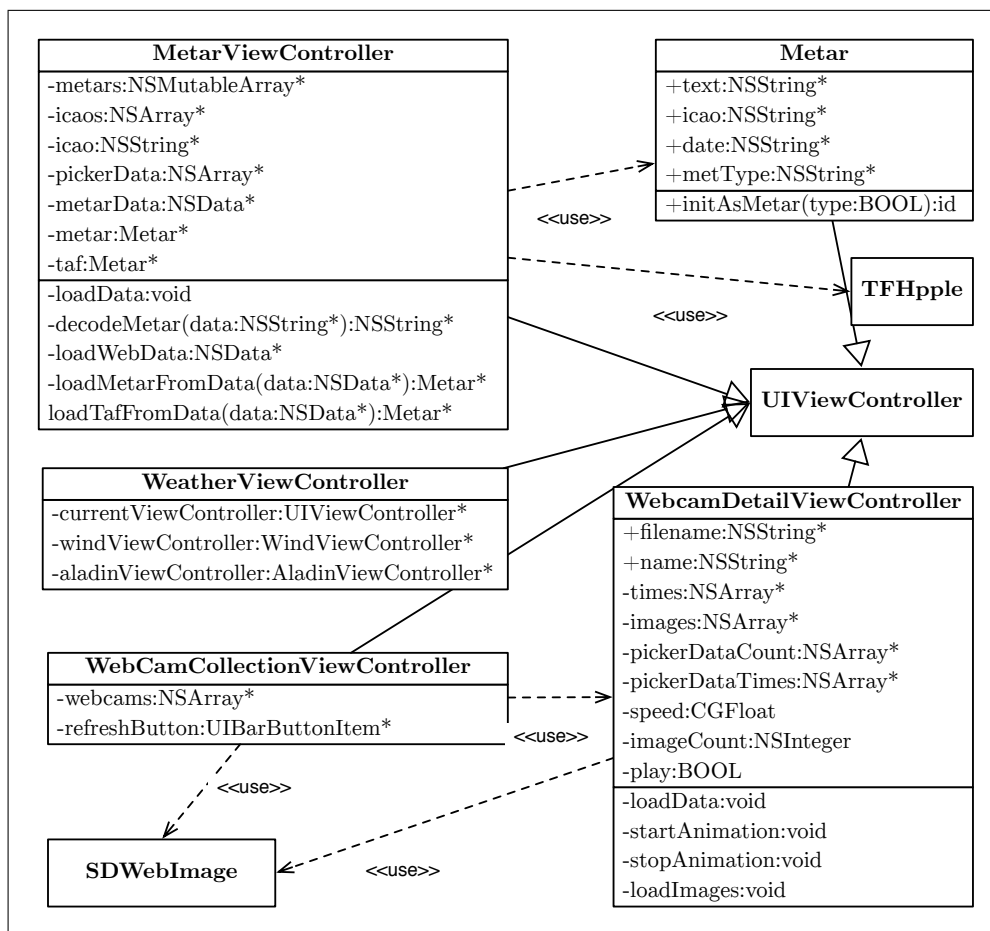 MetarViewController
-metars:NSMutableArray*
-icaos:NSArray*
-icao:NSString*
-pickerData:NSArray*
-metarData:NSData*
-metar:Metar*
-taf:Metar*
-loadData:void
-decodeMetar(data:NSString*):NSString*
-loadWebData:NSData*
-loadMetarFromData(data:NSData*):Metar*
loadTafFromData(data:NSData*):Metar*
Metar
+text:NSString*
+icao:NSString*
+date:NSString*
+metType:NSString*
+initAsMetar(type:BOOL):id
<<use>>
TFHpple
<<use>>
UIViewController
WeatherViewController
-currentViewController:UIViewController*
-windViewController:WindViewController*
-aladinViewController:AladinViewController*
WebcamDetailViewController
+filename:NSString*
+name:NSString*
-times:NSArray*
-images:NSArray*
-pickerDataCount:NSArray*
-pickerDataTimes:NSArray*
-speed:CGFloat
-imageCount:NSInteger
-play:BOOL
-loadData:void
-startAnimation:void
-stopAnimation:void
-loadImages:void
WebCamCollectionViewController
-webcams:NSArray*
-refreshButton:UIBarButtonItem*
<<use>>
<<use>>
SDWebImage
<<use>>